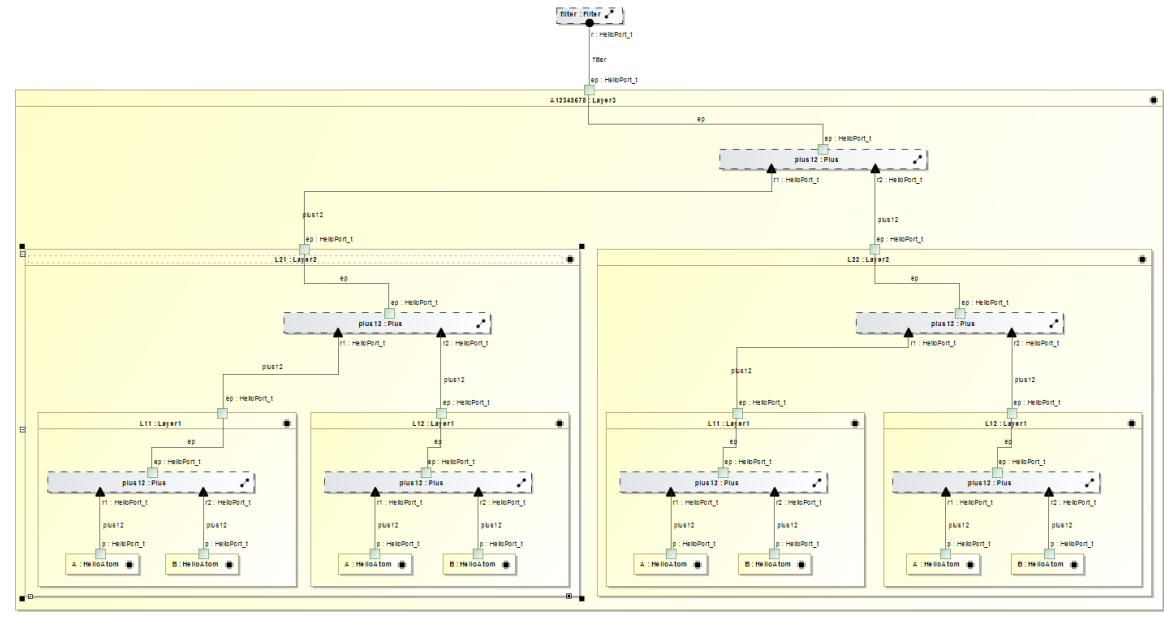 filter : Filter
r : HelloPort_t
filter
ep : HelloPort_t
A12345678 : Layer3
ep
ep : HelloPort_t
plus12 : Plus
r1 : HelloPort_t
r2 : HelloPort_t
plus12
plus12
ep : HelloPort_t
ep : HelloPort_t
L21 : Layer2
L22 : Layer2
ep
ep
ep : HelloPort_t
ep : HelloPort_t
plus12 : Plus
plus12 : Plus
r1 : HelloPort_t
r2 : HelloPort_t
r1 : HelloPort_t
r2 : HelloPort_t
plus12
plus12
plus12
plus12
ep : HelloPort_t
ep : HelloPort_t
ep : HelloPort_t
ep : HelloPort_t
L11 : Layer1
L12 : Layer1
L11 : Layer1
L12 : Layer1
ep
ep
ep
ep
ep : HelloPort_t
ep : HelloPort_t
ep : HelloPort_t
ep : HelloPort_t
plus12 : Plus
plus12 : Plus
plus12 : Plus
plus12 : Plus
r1 : HelloPort_t
r2 : HelloPort_t
r1 : HelloPort_t
r2 : HelloPort_t
r1 : HelloPort_t
r2 : HelloPort_t
r1 : HelloPort_t
r2 : HelloPort_t
plus12
plus12
plus12
plus12
plus12
plus12
plus12
plus12
p : HelloPort_t
p : HelloPort_t
p : HelloPort_t
p : HelloPort_t
p : HelloPort_t
p : HelloPort_t
p : HelloPort_t
p : HelloPort_t
A : HelloAtom
B : HelloAtom
A : HelloAtom
B : HelloAtom
A : HelloAtom
B : HelloAtom
A : HelloAtom
B : HelloAtom